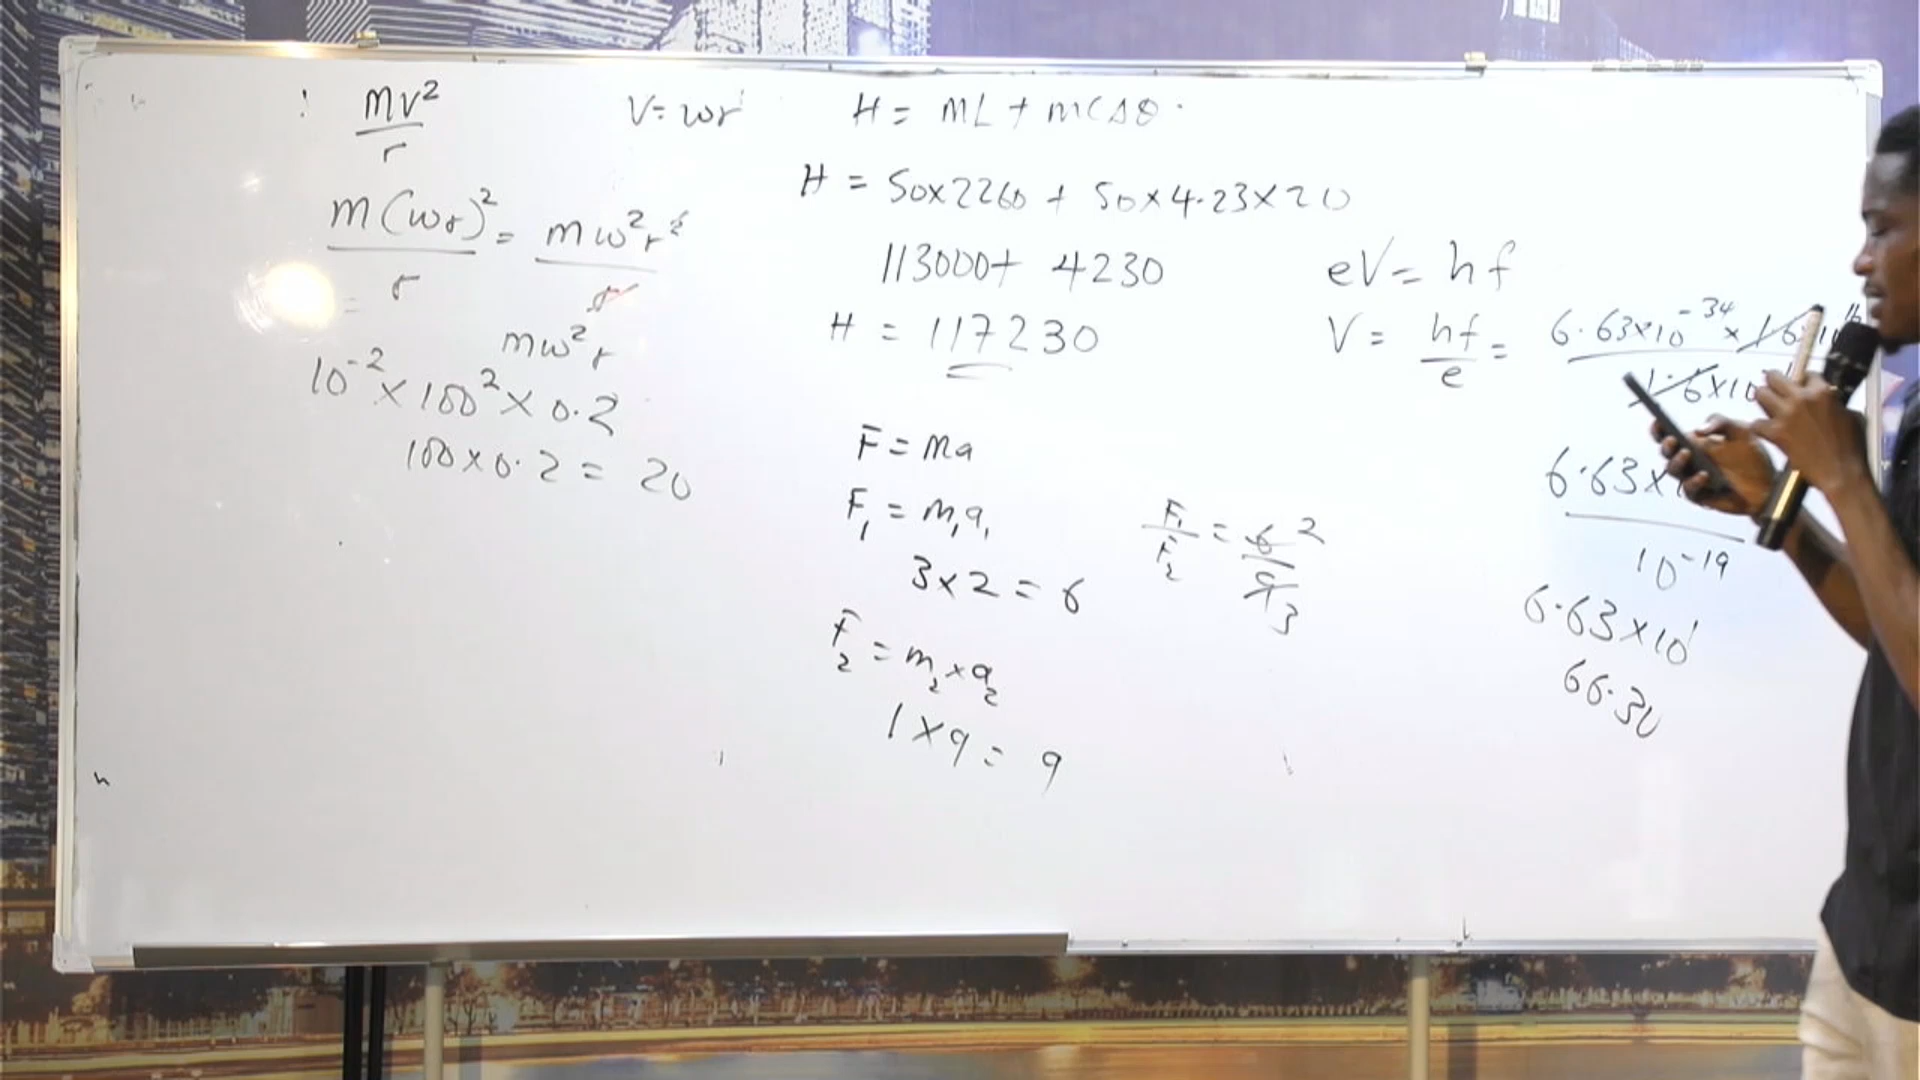 mv²
r
v = ωr
m(ωr)² = mω²r²
r r
mω²r
10⁻² × 100² × 0.2
100 × 0.2 = 20
H = ML + mcΔθ
H = 50×2260 + 50×4.23×20
113000 + 4230
H = 117230
F = ma
F₁ = m₁a₁
3×2 = 6
F₂ = m₂×a₂
1×9 = 9
F₁ = 6 2
F₂ 9 3
eV = hf
V = hf = 6.63×10⁻³⁴ ×
e
6.63×
10⁻¹⁹
6.63×10¹
66.30